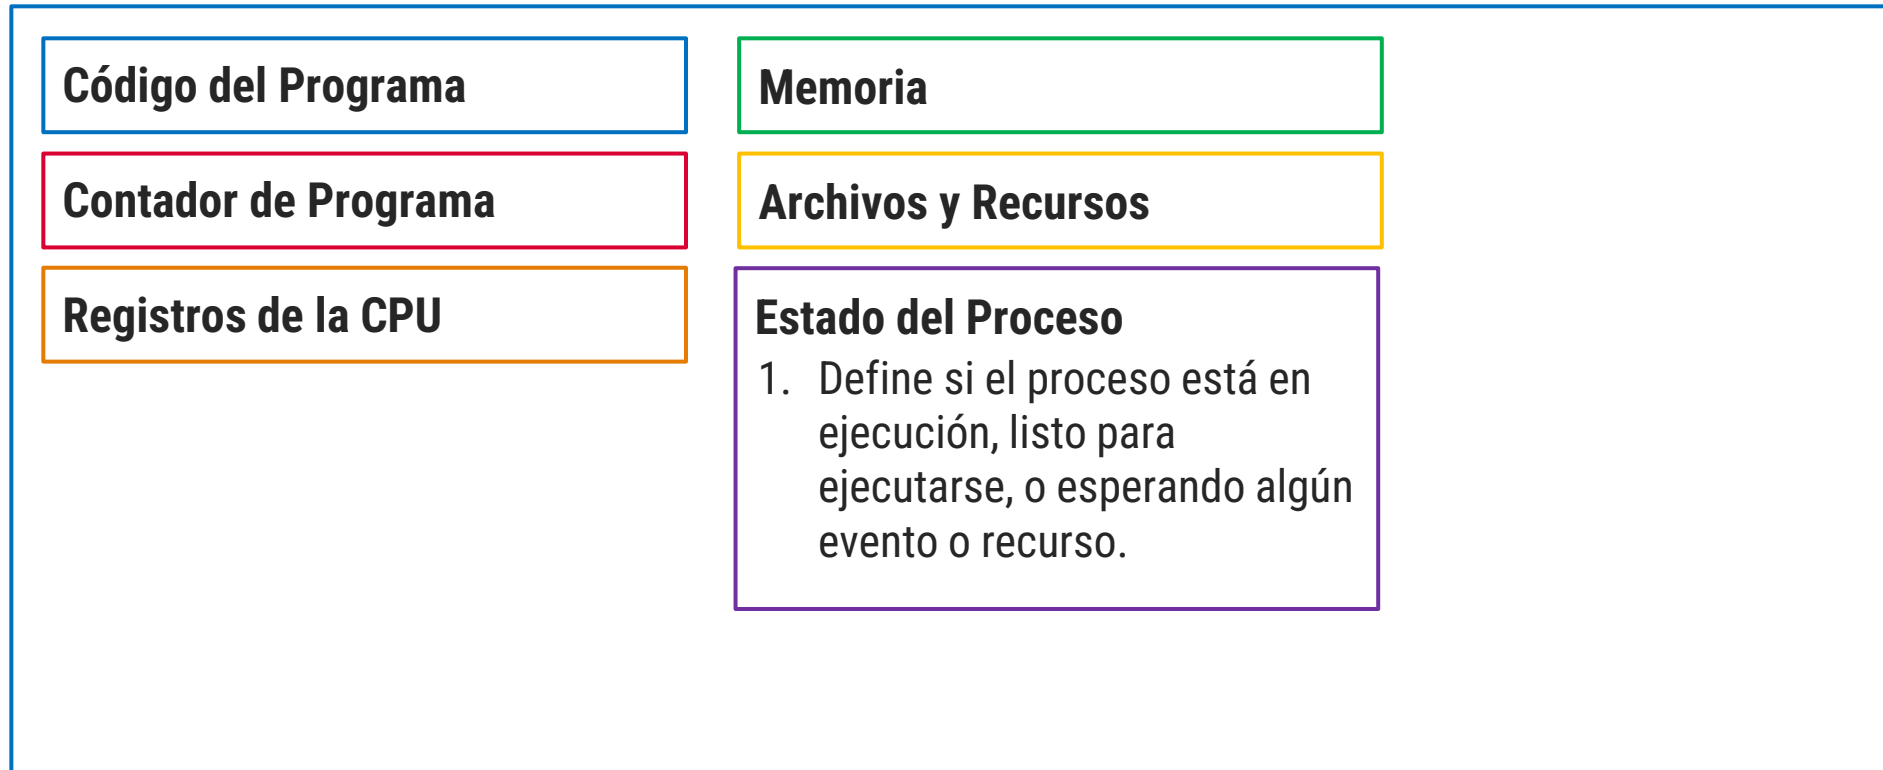 Código del Programa
Contador de Programa
Registros de la CPU
Memoria
Archivos y Recursos
Estado del Proceso
1. Define si el proceso está en
ejecución, listo para
ejecutarse, o esperando algún
evento o recurso.